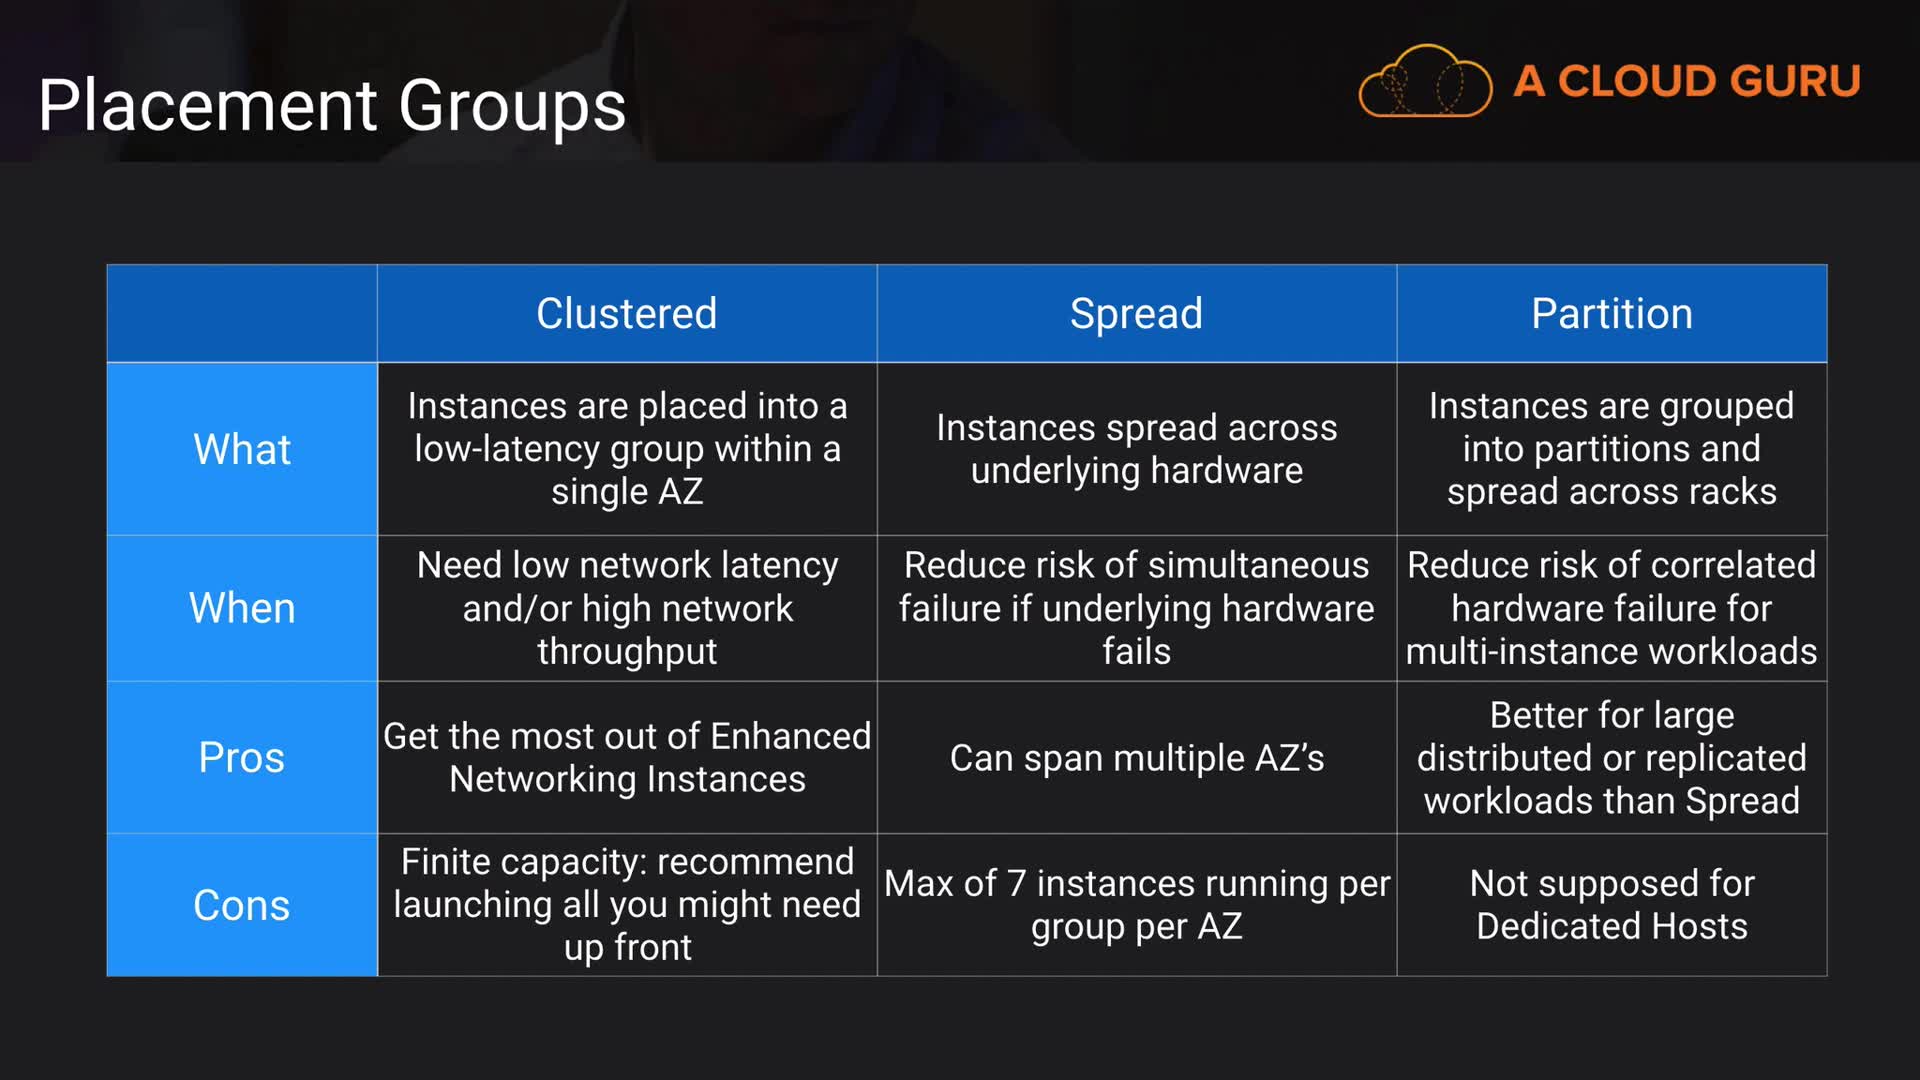 Placement Groups
A CLOUD GURU
Clustered
Spread
Partition
What
Instances are placed into a
low-latency group within a
single AZ
Instances spread across
underlying hardware
Instances are grouped
into partitions and
spread across racks
When
Need low network latency
and/or high network
throughput
Reduce risk of simultaneous
failure if underlying hardware
fails
Reduce risk of correlated
hardware failure for
multi-instance workloads
Pros
Get the most out of Enhanced
Networking Instances
Can span multiple AZ’s
Better for large
distributed or replicated
workloads than Spread
Cons
Finite capacity: recommend
launching all you might need
up front
Max of 7 instances running per
group per AZ
Not supposed for
Dedicated Hosts